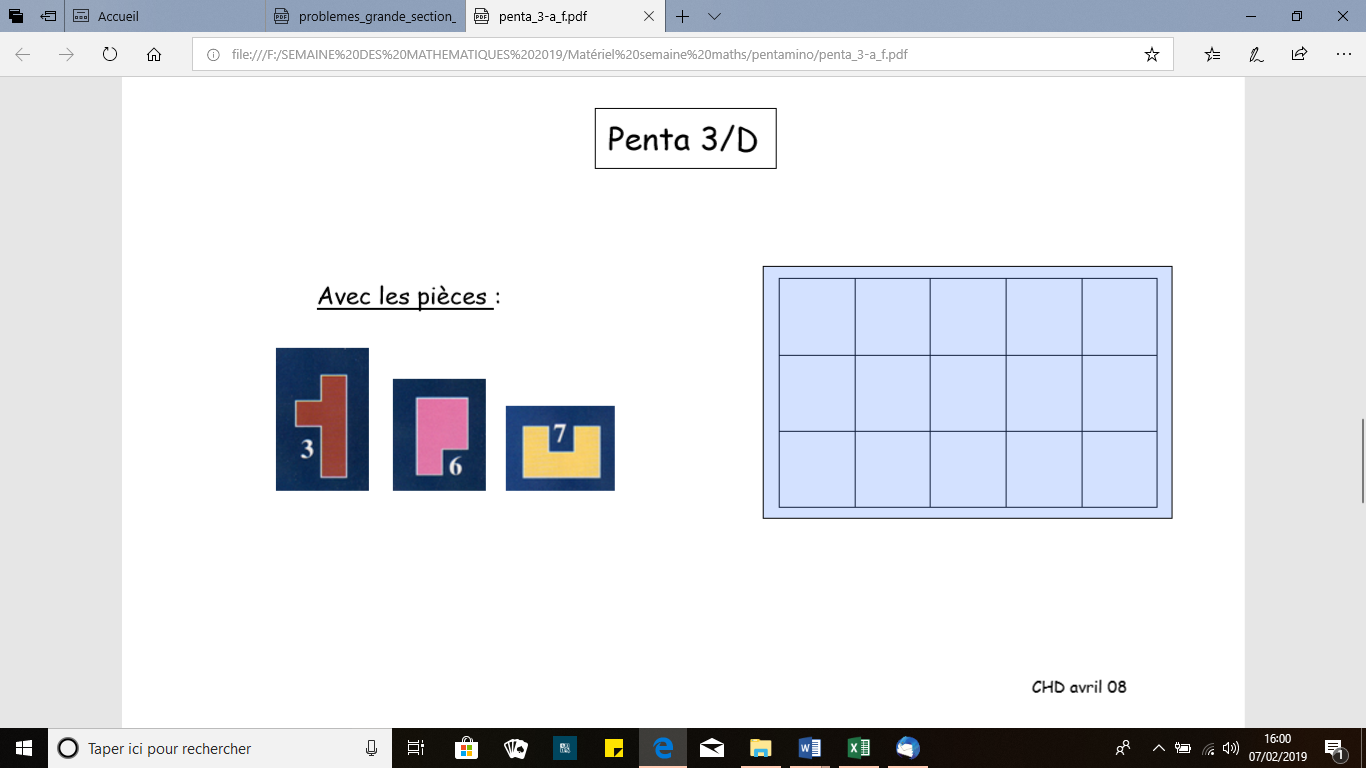 Accueil
problemes_grande_section_
penta_3-a_f.pdf
file:///F:/SEMAINE%20DES%20MATHEMATIQUES%202019/Matériel%20semaine%20maths/pentamino/penta_3-a_f.pdf
Penta 3/D
Avec les pièces :
3
6
7
CHD avril 08
Taper ici pour rechercher
16:00
07/02/2019
1